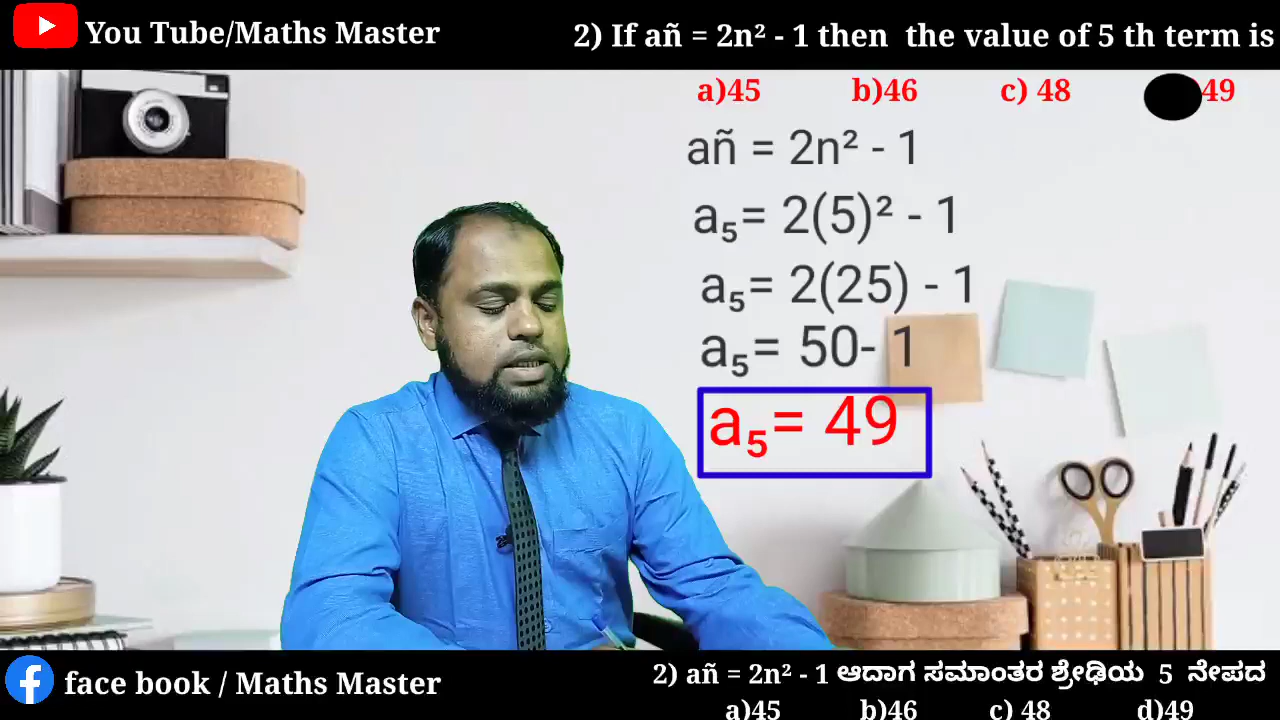 You Tube/Maths Master
2) If añ = 2n² - 1 then the value of 5 th term is
a)45 b)46 c) 48 49
añ = 2n² - 1
a₅= 2(5)² - 1
a₅= 2(25) - 1
a₅= 50- 1
a₅= 49
face book / Maths Master
2) añ = 2n² - 1 ಆದಾಗ ಸಮಾಂತರ ಶ್ರೇಢಿಯ 5 ನೇಪದ
a)45 b)46 c) 48 d)49